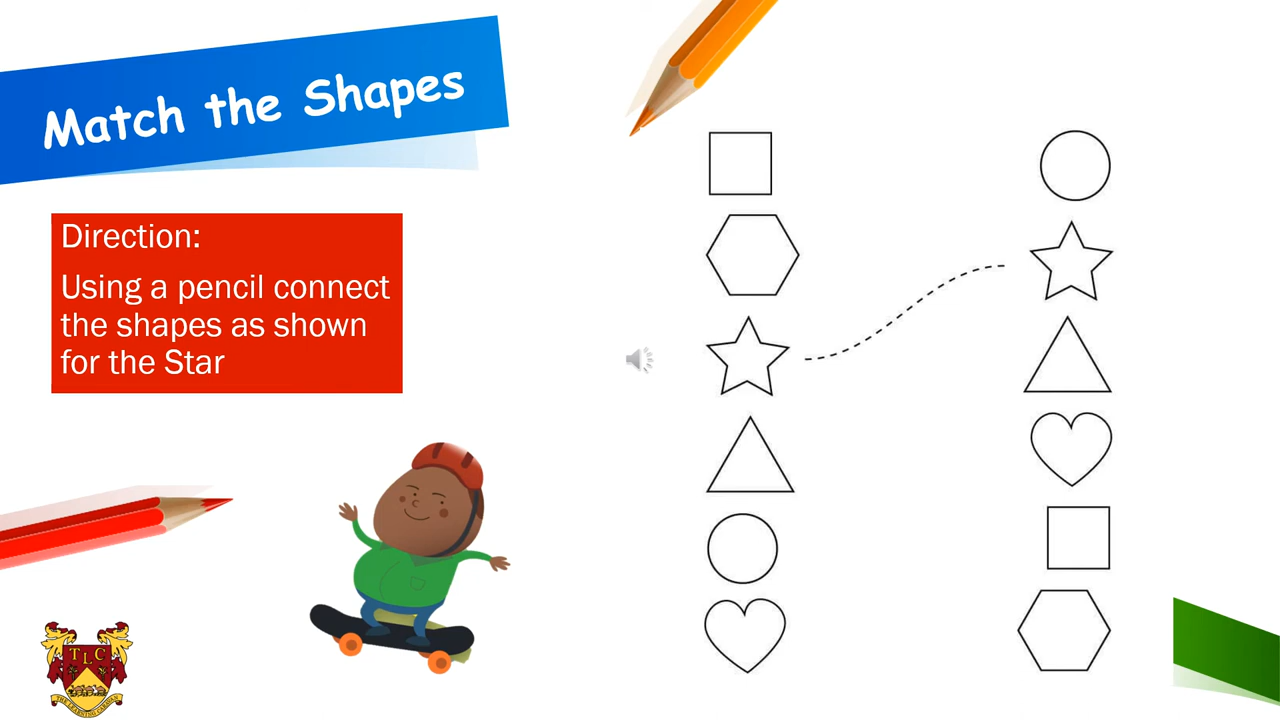 Match the Shapes
Direction:
Using a pencil connect
the shapes as shown
for the Star
TLC